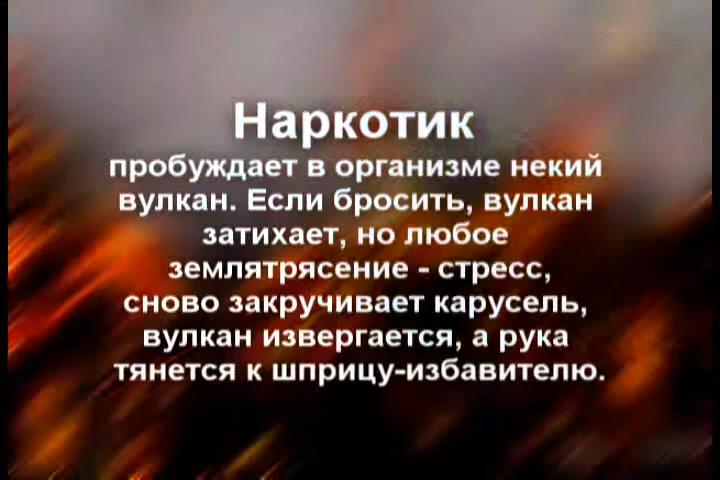 Наркотик
пробуждает в организме некий
вулкан. Если бросить, вулкан
затихает, но любое
землятрясение - стресс,
сново закручивает карусель,
вулкан извергается, а рука
тянется к шприцу-избавителю.